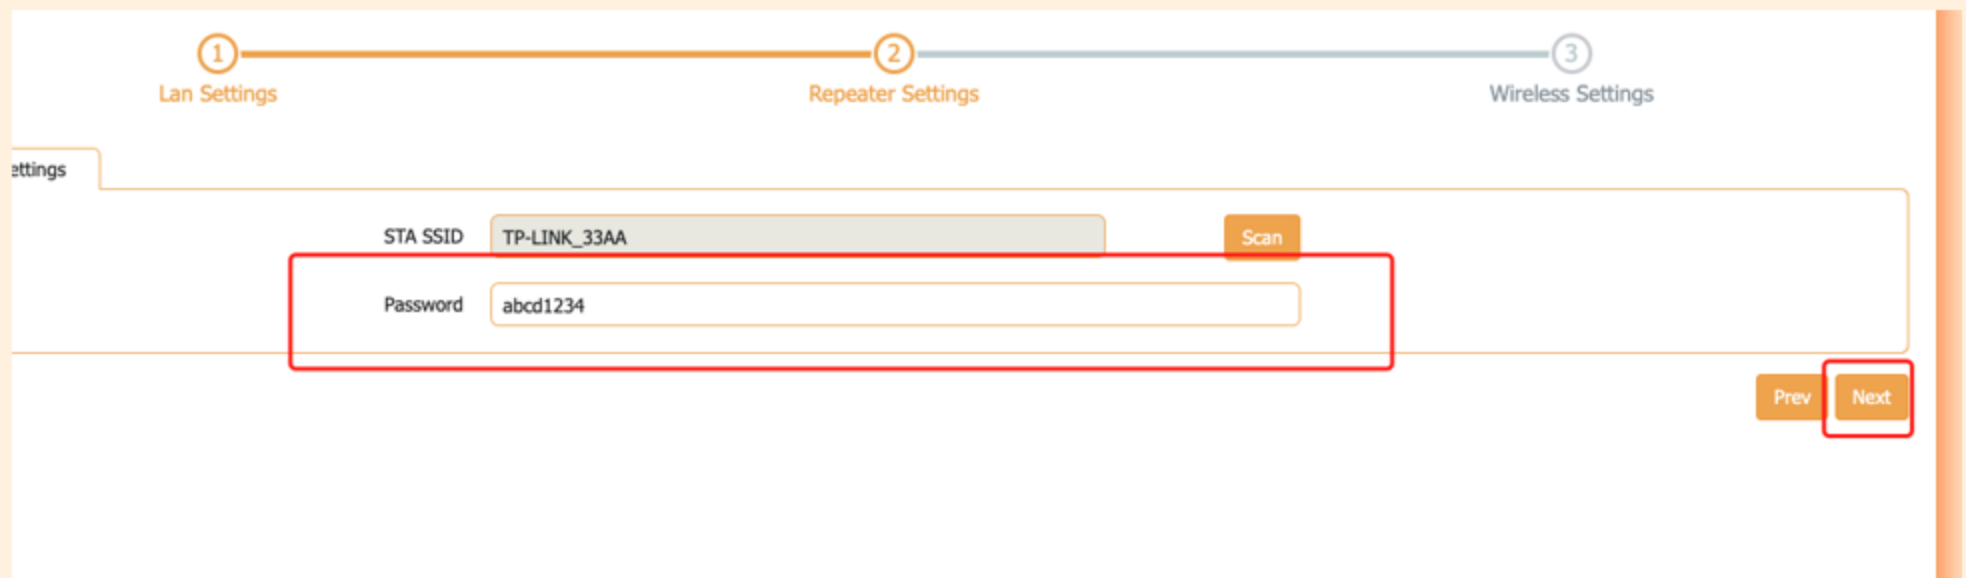 1
2
3
Lan Settings
Repeater Settings
Wireless Settings
ettings
STA SSID
TP-LINK_33AA
Scan
Password
abcd1234
Prev
Next